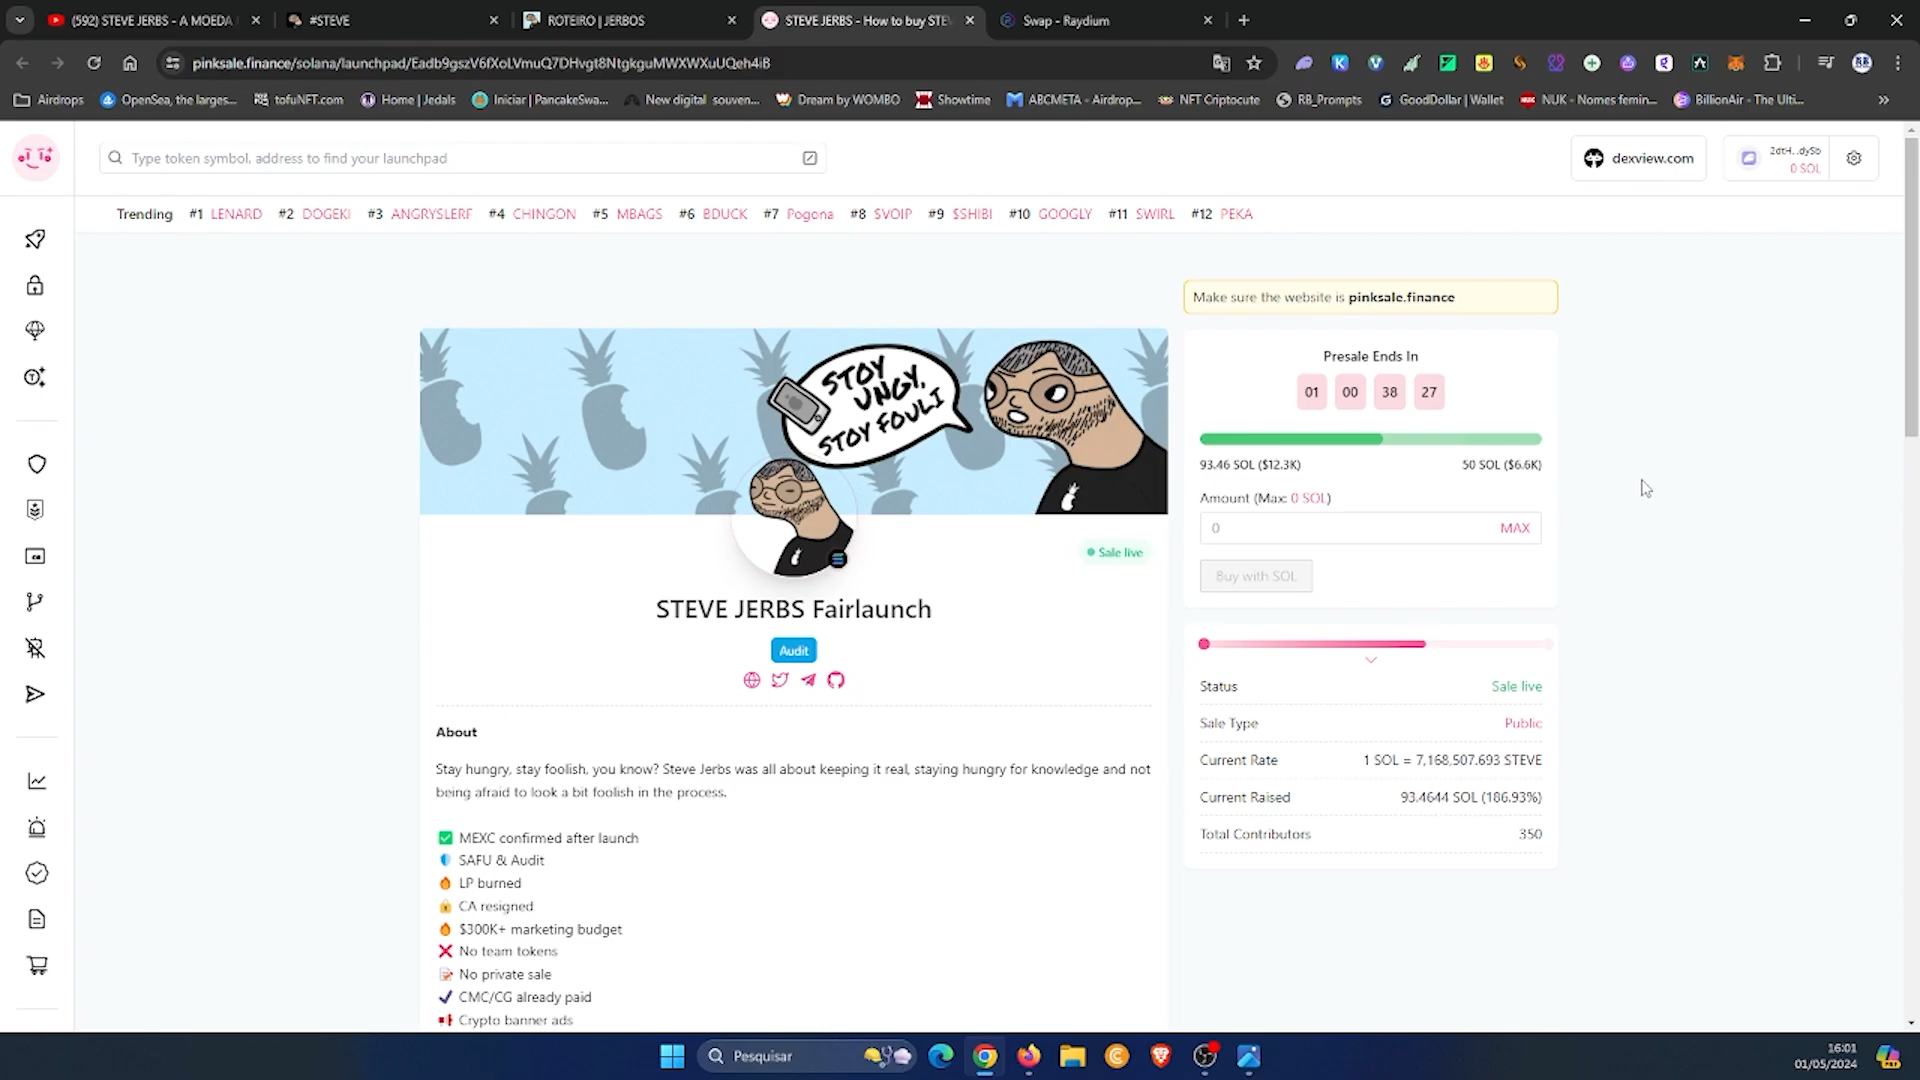 (592) STEVE JERBS - A MOEDA
#STEVE
ROTEIRO | JERBOS
STEVE JERBS - How to buy STEV
Swap - Raydium
pinksale.finance/solana/launchpad/Eadb9gszV6fXoLVmuQ7DHvgt8NtgkguMWXWXuUQeh4iB
Airdrops
OpenSea, the larges...
tofuNFT.com
Home | Jedals
Iniciar | PancakeSwa...
New digital souven...
Dream by WOMBO
Showtime
ABCMETA - Airdrop...
NFT Criptocute
RB_Prompts
GoodDollar | Wallet
NUK - Nomes femin...
BillionAir - The Ulti...
Type token symbol, address to find your launchpad
dexview.com
2dtH...dySb
0 SOL
Trending #1 LENARD #2 DOGEKI #3 ANGRYSLERF #4 CHINGON #5 MBAGS #6 BDUCK #7 Pogona #8 $VOIP #9 $SHIBI #10 GOOGLY #11 SWIRL #12 PEKA
Make sure the website is pinksale.finance
STOY
UNGY,
STOY FOULI
Presale Ends In
01 00 38 27
93.46 SOL ($12.3K) 50 SOL ($6.6K)
Amount (Max: 0 SOL)
0 MAX
Buy with SOL
Sale live
STEVE JERBS Fairlaunch
Audit
About
Stay hungry, stay foolish, you know? Steve Jerbs was all about keeping it real, staying hungry for knowledge and not
being afraid to look a bit foolish in the process.
MEXC confirmed after launch
SAFU & Audit
LP burned
CA resigned
$300K+ marketing budget
No team tokens
No private sale
CMC/CG already paid
Crypto banner ads
Status Sale live
Sale Type Public
Current Rate 1 SOL = 7,168,507.693 STEVE
Current Raised 93.4644 SOL (186.93%)
Total Contributors 350
Pesquisar
16:01
01/05/2024